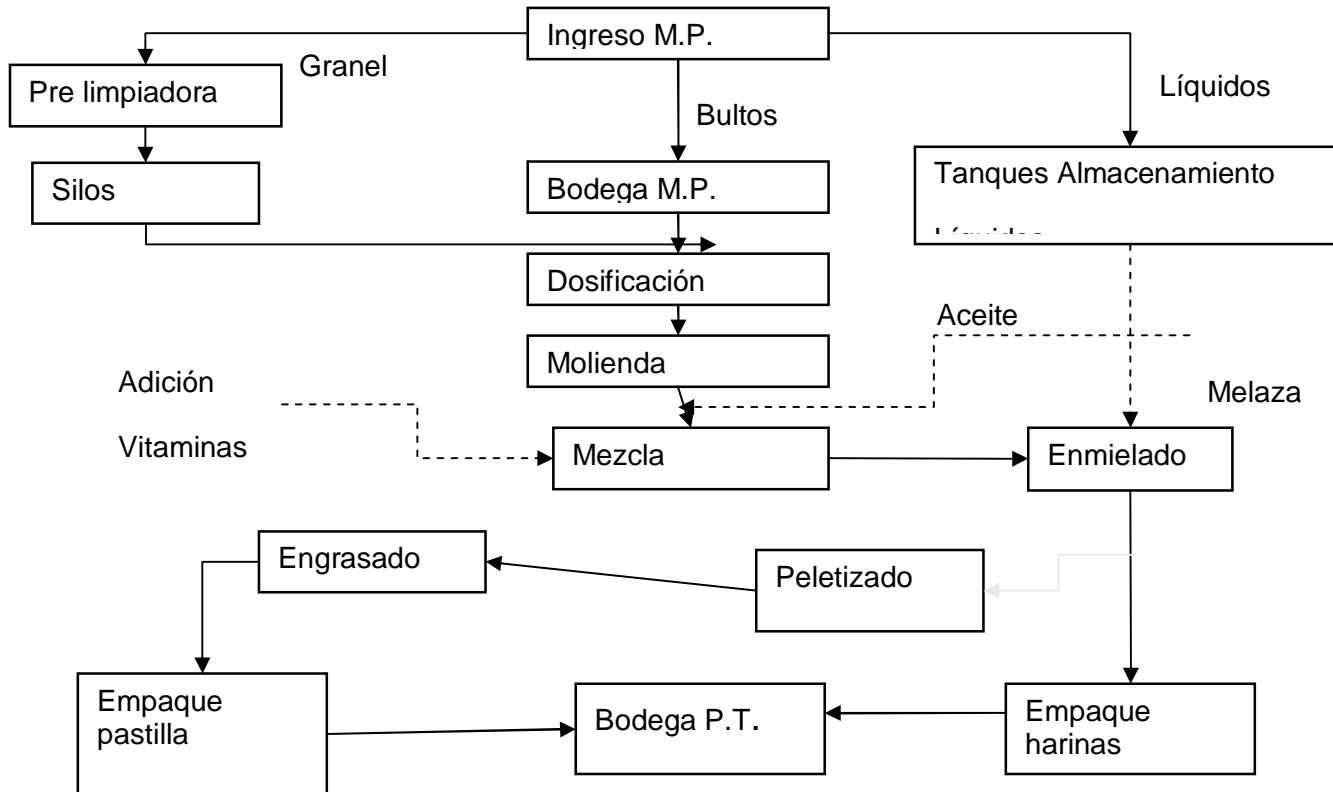 Ingreso M.P.
Granel
Pre limpiadora
Bultos
Líquidos
Silos
Bodega M.P.
Tanques Almacenamiento
Dosificación
Aceite
Molienda
Adición
Vitaminas
Melaza
Mezcla
Enmielado
Engrasado
Peletizado
Empaque
pastilla
Bodega P.T.
Empaque
harinas